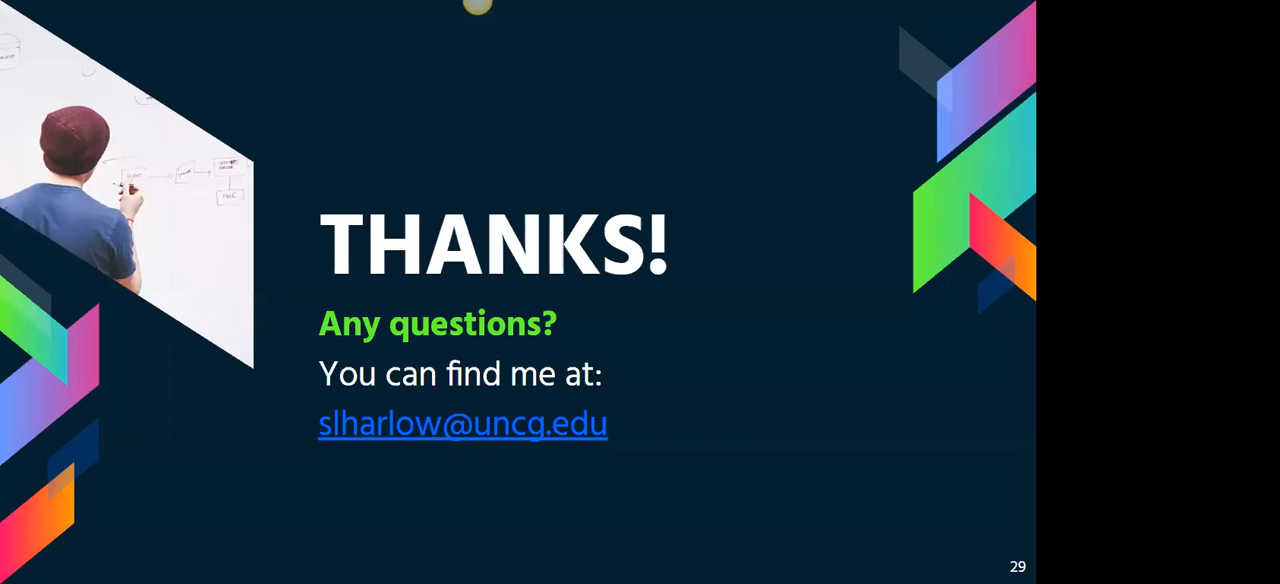 THANKS!
Any questions?
You can find me at:
slharlow@uncg.edu
29